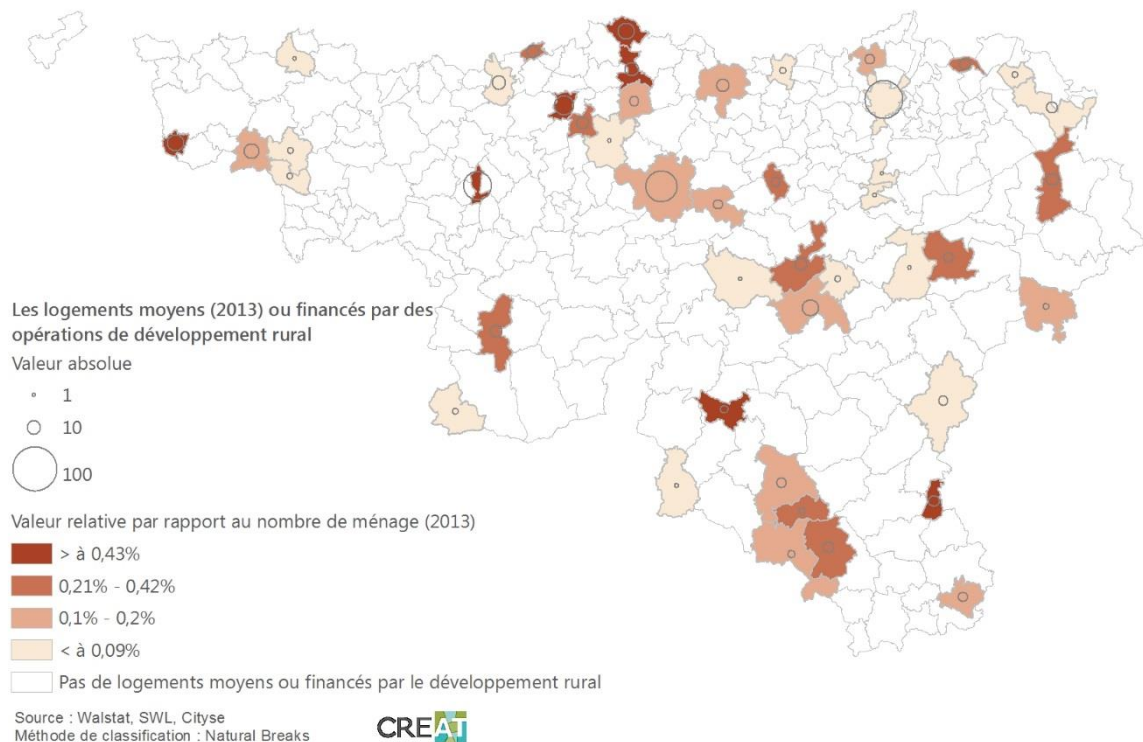 Les logements moyens (2013) ou financés par des
opérations de développement rural
Valeur absolue
1
10
100
Valeur relative par rapport au nombre de ménage (2013)
> à 0,43%
0,21% - 0,42%
0,1% - 0,2%
< à 0,09%
Pas de logements moyens ou financés par le développement rural
Source : Walstat, SWL, Cityse
Méthode de classification : Natural Breaks
CREAT